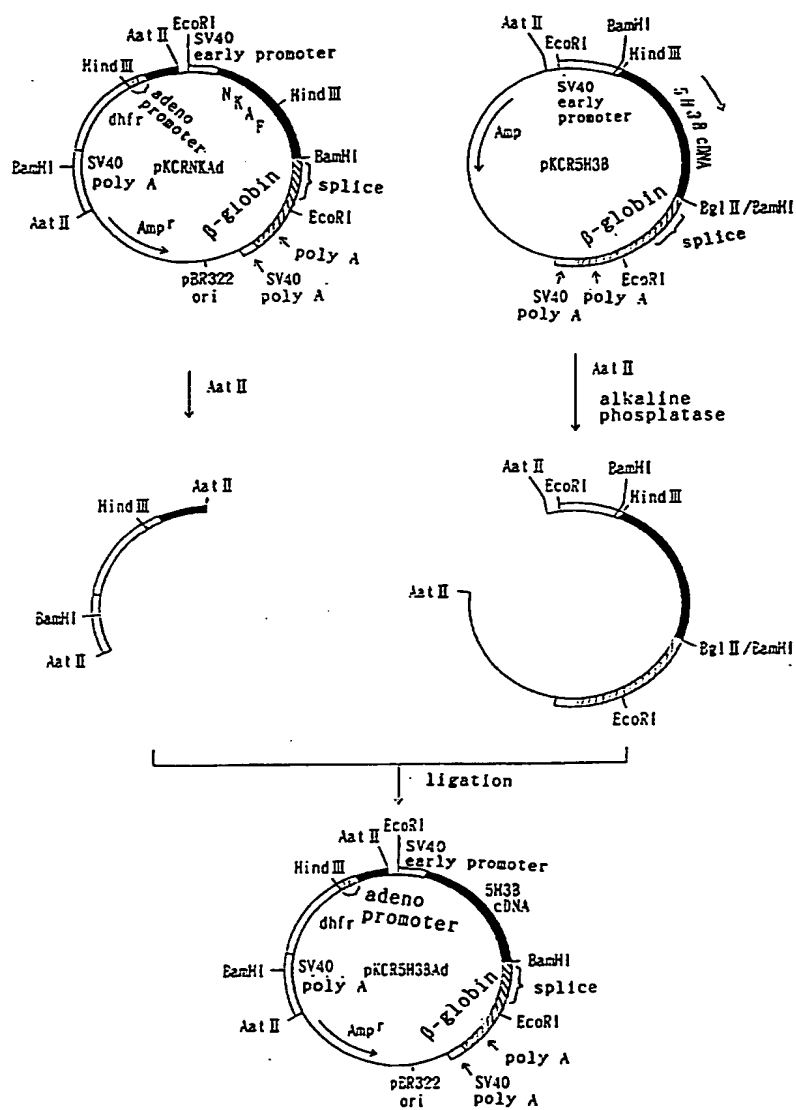 EcoRI
Aat II
SV40
early promoter
Hind III
adeno
promoter
dhfr
NKAF
Hind III
BamHI
SV40
poly A
pKCRNKAd
BamHI
splice
β-globin
Aat II
Amp r
EcoRI
poly A
pBR322
ori
SV40
poly A
BamHI
Aat II
EcoRI
Hind III
SV40
early
promoter
5H3B cDNA
Amp
pKCR5H3B
β-globin
Bgl II/BamHI
splice
EcoRI
SV40
poly A
poly A
Aat II
Aat II
alkaline
phosplatase
Aat II
Hind III
BamHI
Aat II
Aat II
BamHI
EcoRI
Hind III
Aat II
Bgl II/BamHI
EcoRI
ligation
EcoRI
Aat II
SV40
early promoter
Hind III
adeno
promoter
dhfr
5H3B
cDNA
BamHI
SV40
poly A
pKCR5H3BAd
BamHI
splice
β-globin
Aat II
Amp r
EcoRI
poly A
pBR322
ori
SV40
poly A